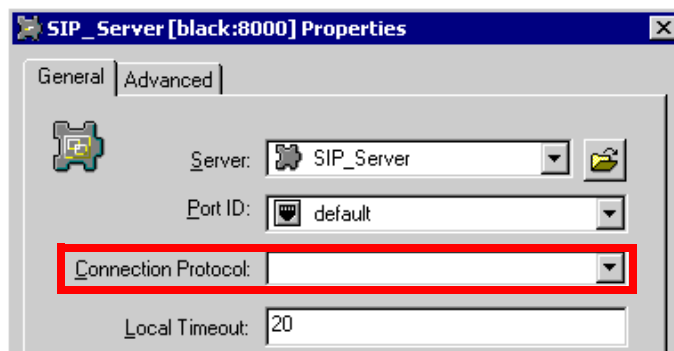 SIP_Server [black:8000] Properties
General Advanced
Server: SIP_Server
Port ID: default
Connection Protocol:
Local Timeout: 20